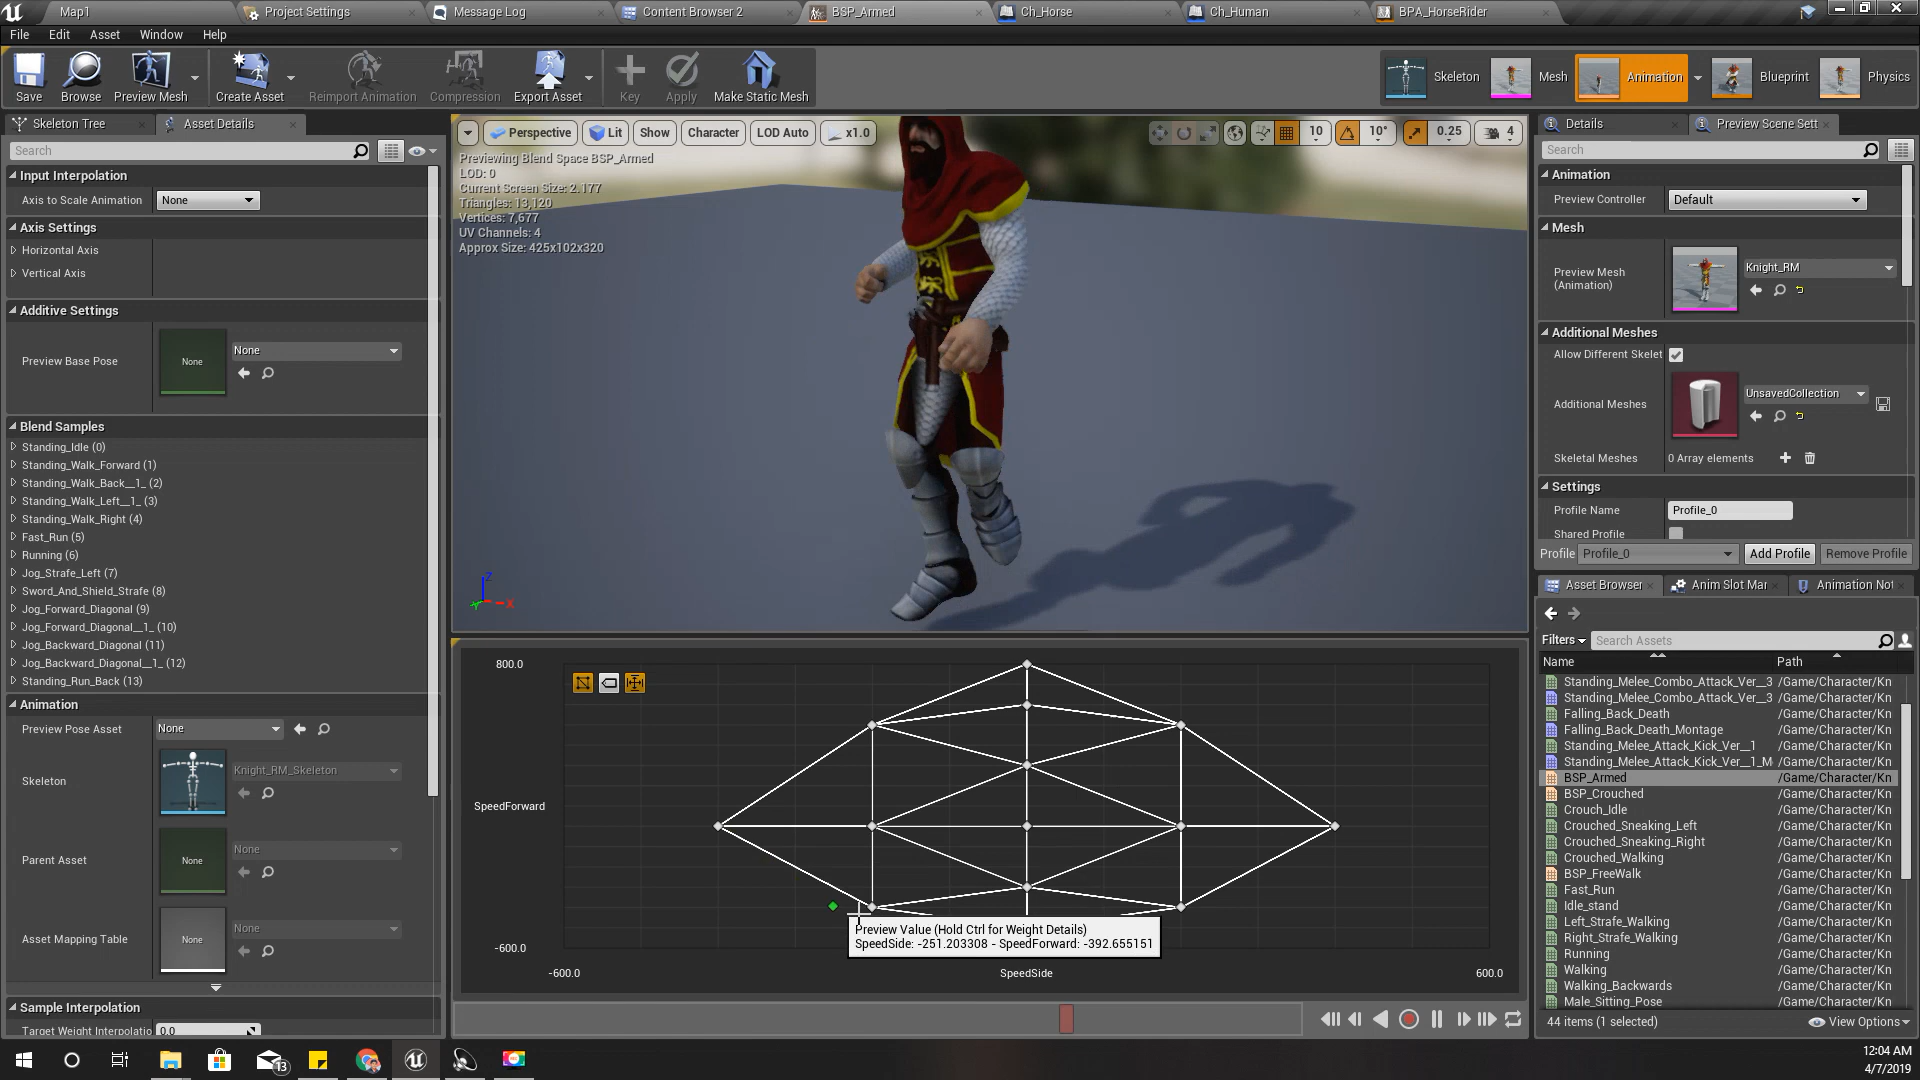 Map1
Project Settings
Message Log
Content Browser 2
BSP_Armed
Ch_Horse
Ch_Human
BPA_HorseRider
File Edit Asset Window Help
Save
Browse
Preview Mesh
Create Asset
Reimport Animation
Compression
Export Asset
Key
Apply
Make Static Mesh
Skeleton
Mesh
Animation
Blueprint
Physics
Skeleton Tree
Asset Details
Search
Input Interpolation
Axis to Scale Animation None
Axis Settings
Horizontal Axis
Vertical Axis
Additive Settings
Preview Base Pose None None
Blend Samples
Standing_Idle (0)
Standing_Walk_Forward (1)
Standing_Walk_Back__1_ (2)
Standing_Walk_Left__1_ (3)
Standing_Walk_Right (4)
Fast_Run (5)
Running (6)
Jog_Strafe_Left (7)
Sword_And_Shield_Strafe (8)
Jog_Forward_Diagonal (9)
Jog_Forward_Diagonal__1_ (10)
Jog_Backward_Diagonal (11)
Jog_Backward_Diagonal__1_ (12)
Standing_Run_Back (13)
Animation
Preview Pose Asset None
Skeleton Knight_RM_Skeleton
Parent Asset None None
Asset Mapping Table None None
Sample Interpolation
Target Weight Interpolatio 0.0
Perspective Lit Show Character LOD Auto x1.0
10 10° 0.25 4
Previewing Blend Space BSP_Armed
LOD: 0
Current Screen Size: 2.177
Triangles: 13,120
Vertices: 7,677
UV Channels: 4
Approx Size: 425x102x320
Z
X
800.0
SpeedForward
-600.0
-600.0
SpeedSide
600.0
Preview Value (Hold Ctrl for Weight Details)
SpeedSide: -251.203308 - SpeedForward: -392.655151
Details
Preview Scene Sett
Search
Animation
Preview Controller Default
Mesh
Preview Mesh
(Animation)
Knight_RM
Additional Meshes
Allow Different Skelet
Additional Meshes UnsavedCollection
Skeletal Meshes 0 Array elements
Settings
Profile Name Profile_0
Shared Profile
Profile Profile_0 Add Profile Remove Profile
Asset Browser
Anim Slot Mar
Animation Not
Filters Search Assets
Name Path
Standing_Melee_Combo_Attack_Ver__3 /Game/Character/Kn
Standing_Melee_Combo_Attack_Ver__3 /Game/Character/Kn
Falling_Back_Death /Game/Character/Kn
Falling_Back_Death_Montage /Game/Character/Kn
Standing_Melee_Attack_Kick_Ver__1 /Game/Character/Kn
Standing_Melee_Attack_Kick_Ver__1_M /Game/Character/Kn
BSP_Armed /Game/Character/Kn
BSP_Crouched /Game/Character/Kn
Crouch_Idle /Game/Character/Kn
Crouched_Sneaking_Left /Game/Character/Kn
Crouched_Sneaking_Right /Game/Character/Kn
Crouched_Walking /Game/Character/Kn
BSP_FreeWalk /Game/Character/Kn
Fast_Run /Game/Character/Kn
Idle_stand /Game/Character/Kn
Left_Strafe_Walking /Game/Character/Kn
Right_Strafe_Walking /Game/Character/Kn
Running /Game/Character/Kn
Walking /Game/Character/Kn
Walking_Backwards /Game/Character/Kn
Male_Sitting_Pose /Game/Character/Kn
44 items (1 selected) View Options
13
12:04 AM
4/7/2019